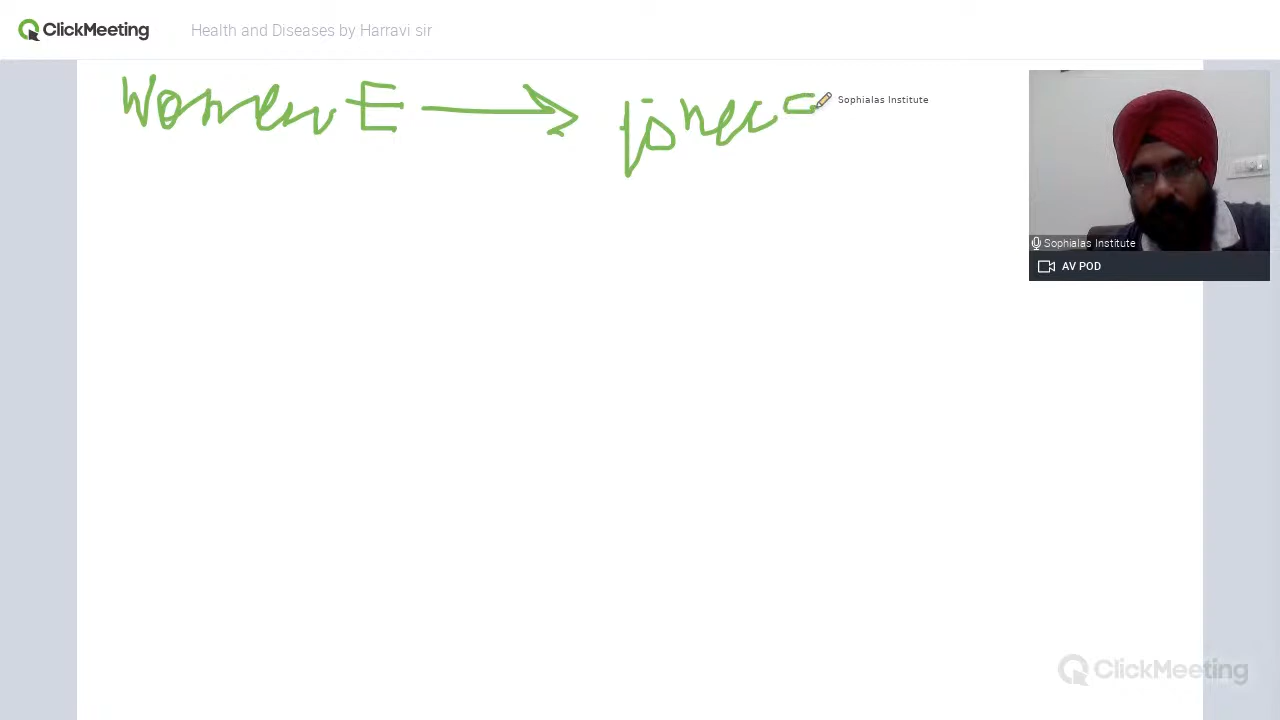 ClickMeeting Health and Diseases by Harravi sir
Women E → Sophialas Institute
Sophialas Institute
AV POD
ClickMeeting